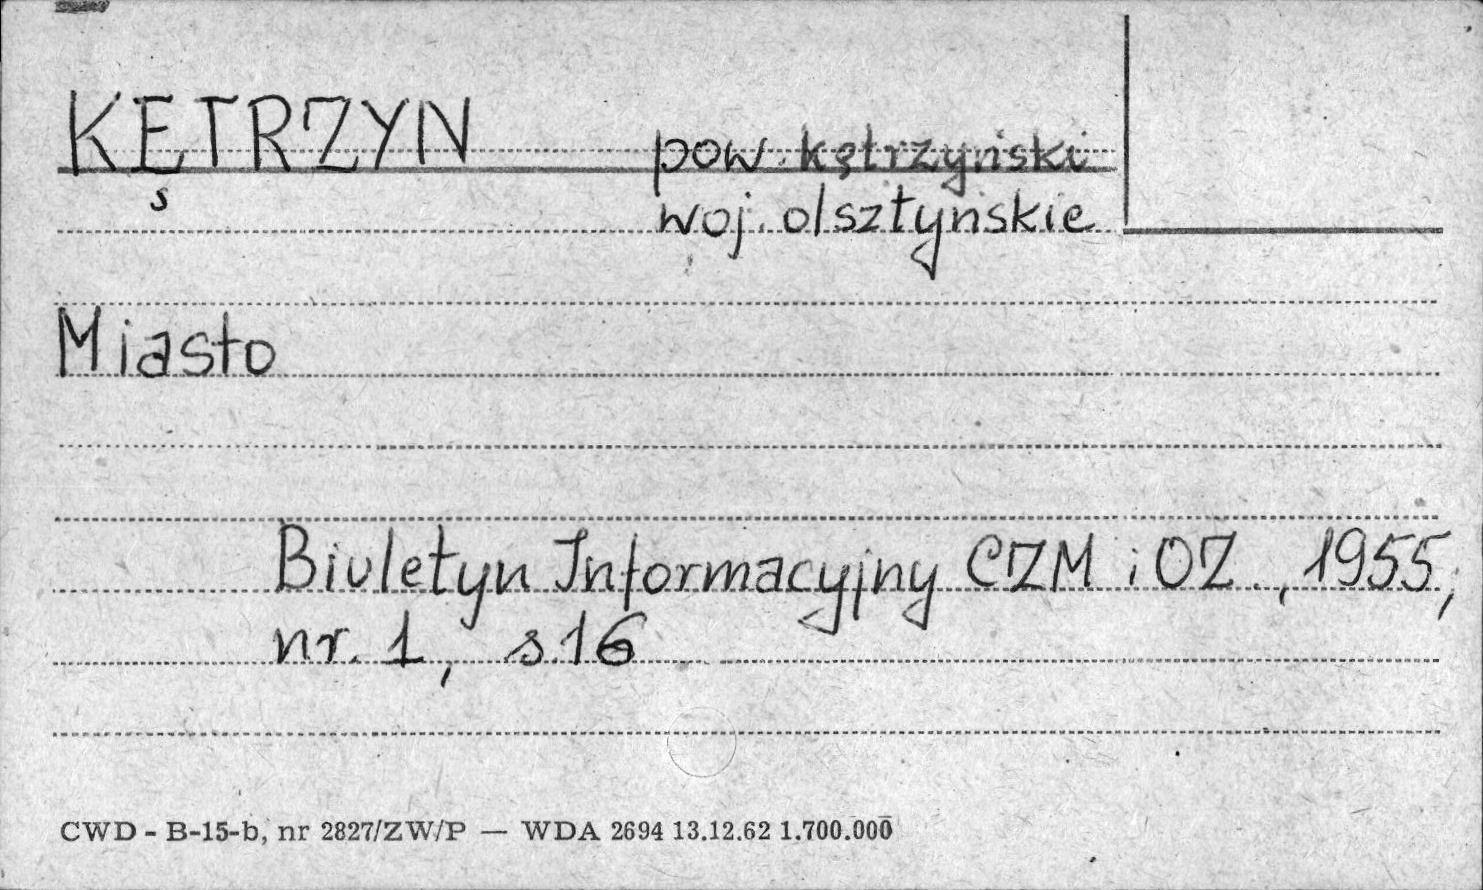 KĘTRZYN pow. kętrzyński
woj. olsztyńskie
Miasto
Biuletyn Informacyjny CZM i OZ., 1955,
nr. 1, s.16
CWD - B-15-b, nr 2827/ZW/P — WDA 2694 13.12.62 1.700.000